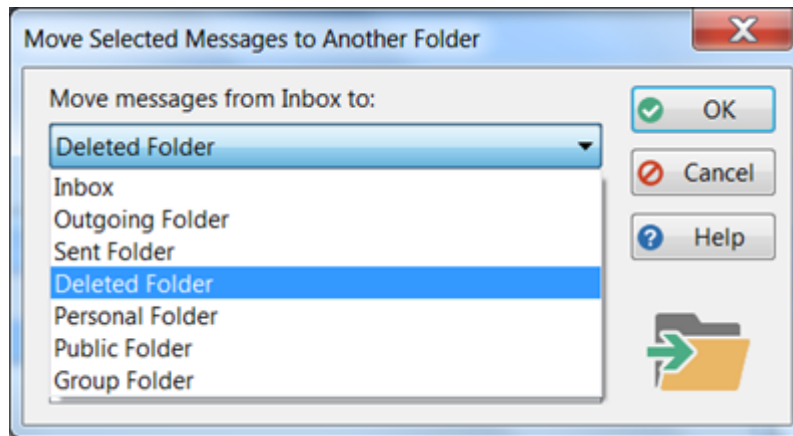 Move Selected Messages to Another Folder
Move messages from Inbox to:
Deleted Folder
Inbox
Outgoing Folder
Sent Folder
Deleted Folder
Personal Folder
Public Folder
Group Folder
OK
Cancel
Help